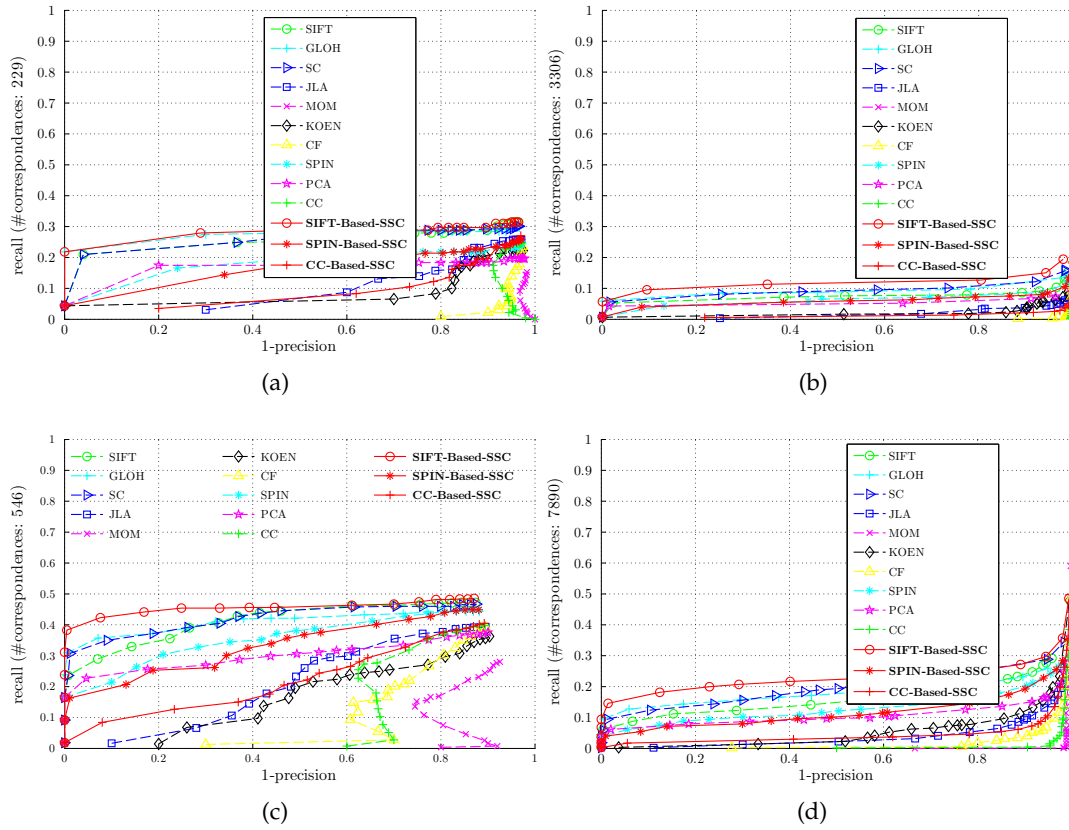 1
0.9
0.8
0.7
0.6
0.5
0.4
0.3
0.2
0.1
0
recall (#correspondences: 229)
SIFT
GLOH
SC
JLA
MOM
KOEN
CF
SPIN
PCA
CC
SIFT-Based-SSC
SPIN-Based-SSC
CC-Based-SSC
0 0.2 0.4 0.6 0.8 1
1-precision
(a)
1
0.9
0.8
0.7
0.6
0.5
0.4
0.3
0.2
0.1
0
recall (#correspondences: 3306)
SIFT
GLOH
SC
JLA
MOM
KOEN
CF
SPIN
PCA
CC
SIFT-Based-SSC
SPIN-Based-SSC
CC-Based-SSC
0 0.2 0.4 0.6 0.8
1-precision
(b)
1
0.9
0.8
0.7
0.6
0.5
0.4
0.3
0.2
0.1
0
recall (#correspondences: 546)
SIFT
GLOH
SC
JLA
MOM
KOEN
CF
SPIN
PCA
CC
SIFT-Based-SSC
SPIN-Based-SSC
CC-Based-SSC
0 0.2 0.4 0.6 0.8 1
1-precision
(c)
1
0.9
0.8
0.7
0.6
0.5
0.4
0.3
0.2
0.1
0
recall (#correspondences: 7890)
SIFT
GLOH
SC
JLA
MOM
KOEN
CF
SPIN
PCA
CC
SIFT-Based-SSC
SPIN-Based-SSC
CC-Based-SSC
0 0.2 0.4 0.6 0.8
1-precision
(d)